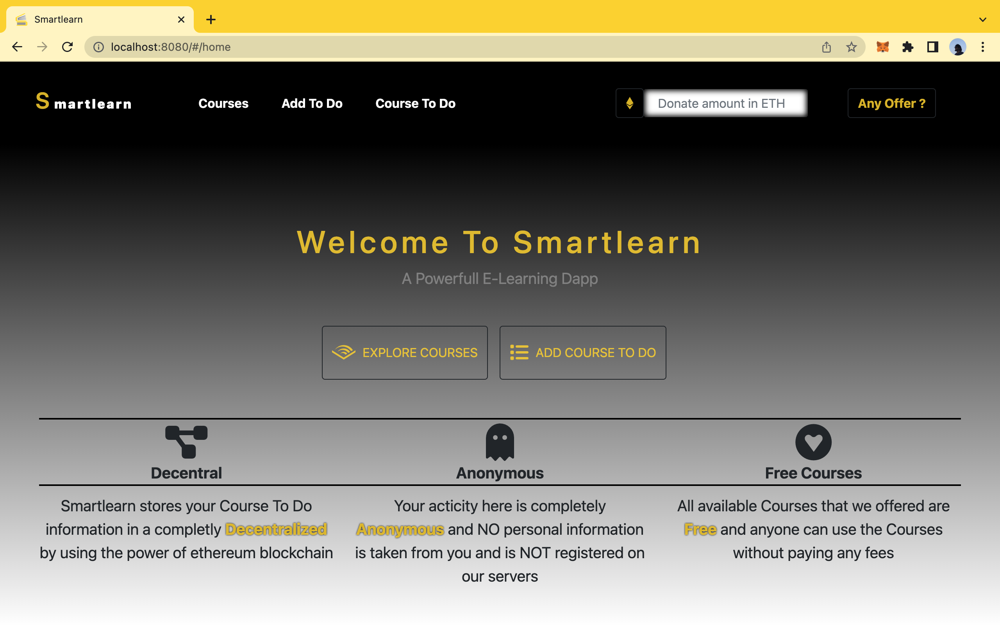 Smartlearn
localhost:8080/#/home
Smartlearn
Courses
Add To Do
Course To Do
Donate amount in ETH
Any Offer ?
Welcome To Smartlearn
A Powerfull E-Learning Dapp
EXPLORE COURSES
ADD COURSE TO DO
Decentral
Smartlearn stores your Course To Do
information in a completly Decentralized
by using the power of ethereum blockchain
Anonymous
Your acticity here is completely
Anonymous and NO personal information
is taken from you and is NOT registered on
our servers
Free Courses
All available Courses that we offered are
Free and anyone can use the Courses
without paying any fees